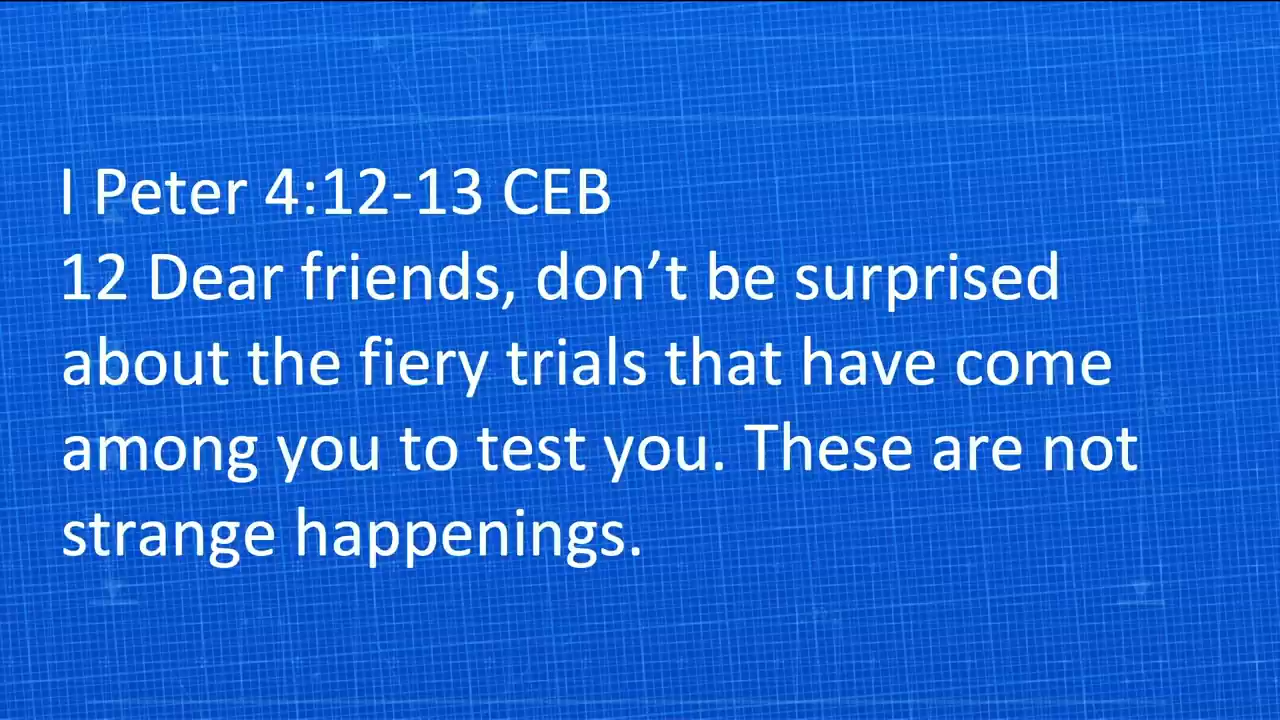 I Peter 4:12-13 CEB
12 Dear friends, don’t be surprised
about the fiery trials that have come
among you to test you. These are not
strange happenings.